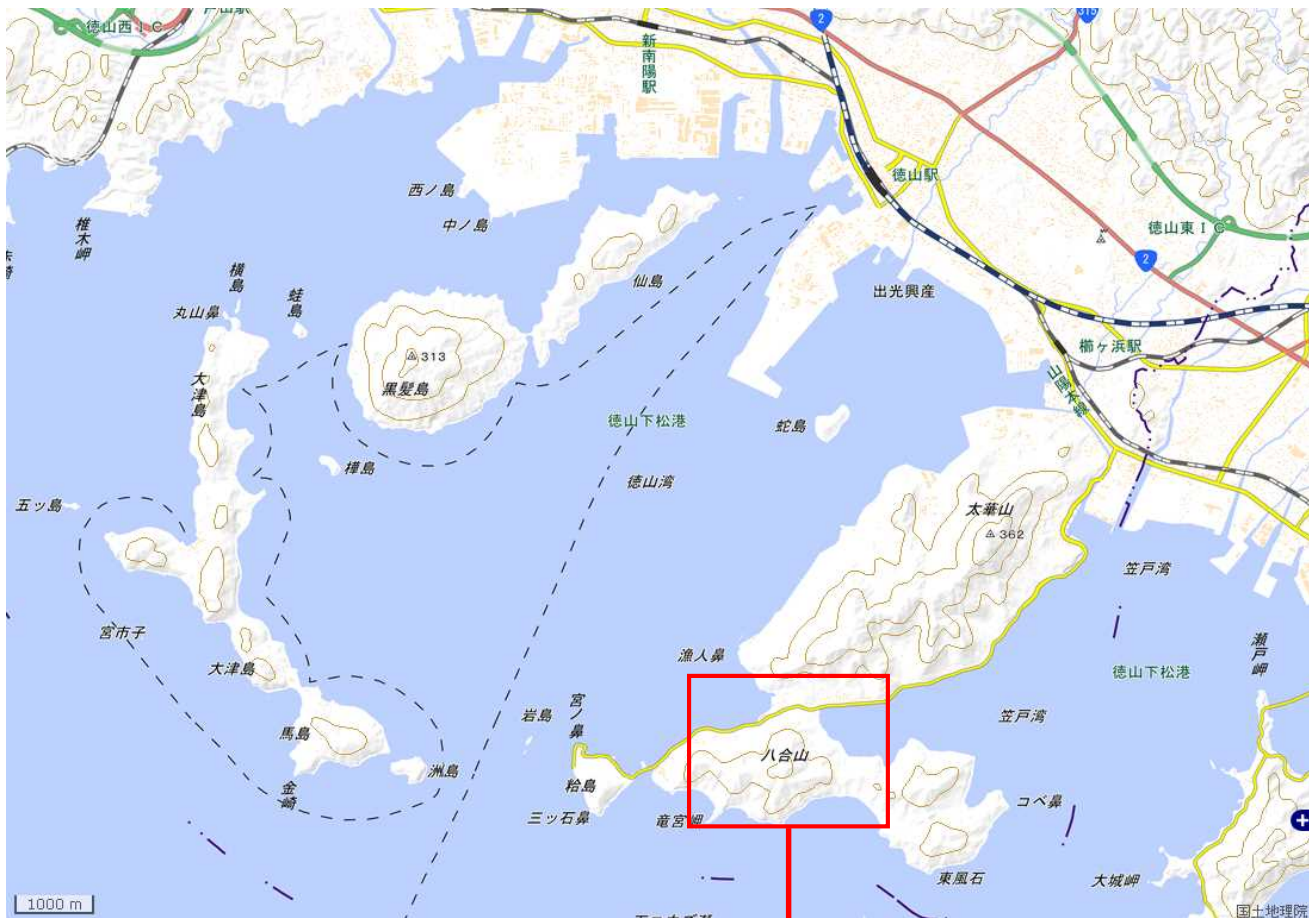 徳山西ＩＣ
戸田駅
2
315
新南陽駅
徳山駅
徳山東ＩＣ
2
西ノ島
中ノ島
椎木岬
横島
蛙島
丸山鼻
仙島
出光興産
櫛ヶ浜駅
山陽本線
313
黒髪島
大津島
徳山下松港
蛇島
樺島
徳山湾
五ッ島
太華山
362
笠戸湾
宮市子
大津島
漁人鼻
瀬戸岬
徳山下松港
岩島
宮ノ鼻
笠戸湾
馬島
洲島
八合山
金崎
粭島
コベ鼻
三ッ石鼻
竜宮岬
東風石
大城岬
1000 m
国土地理院